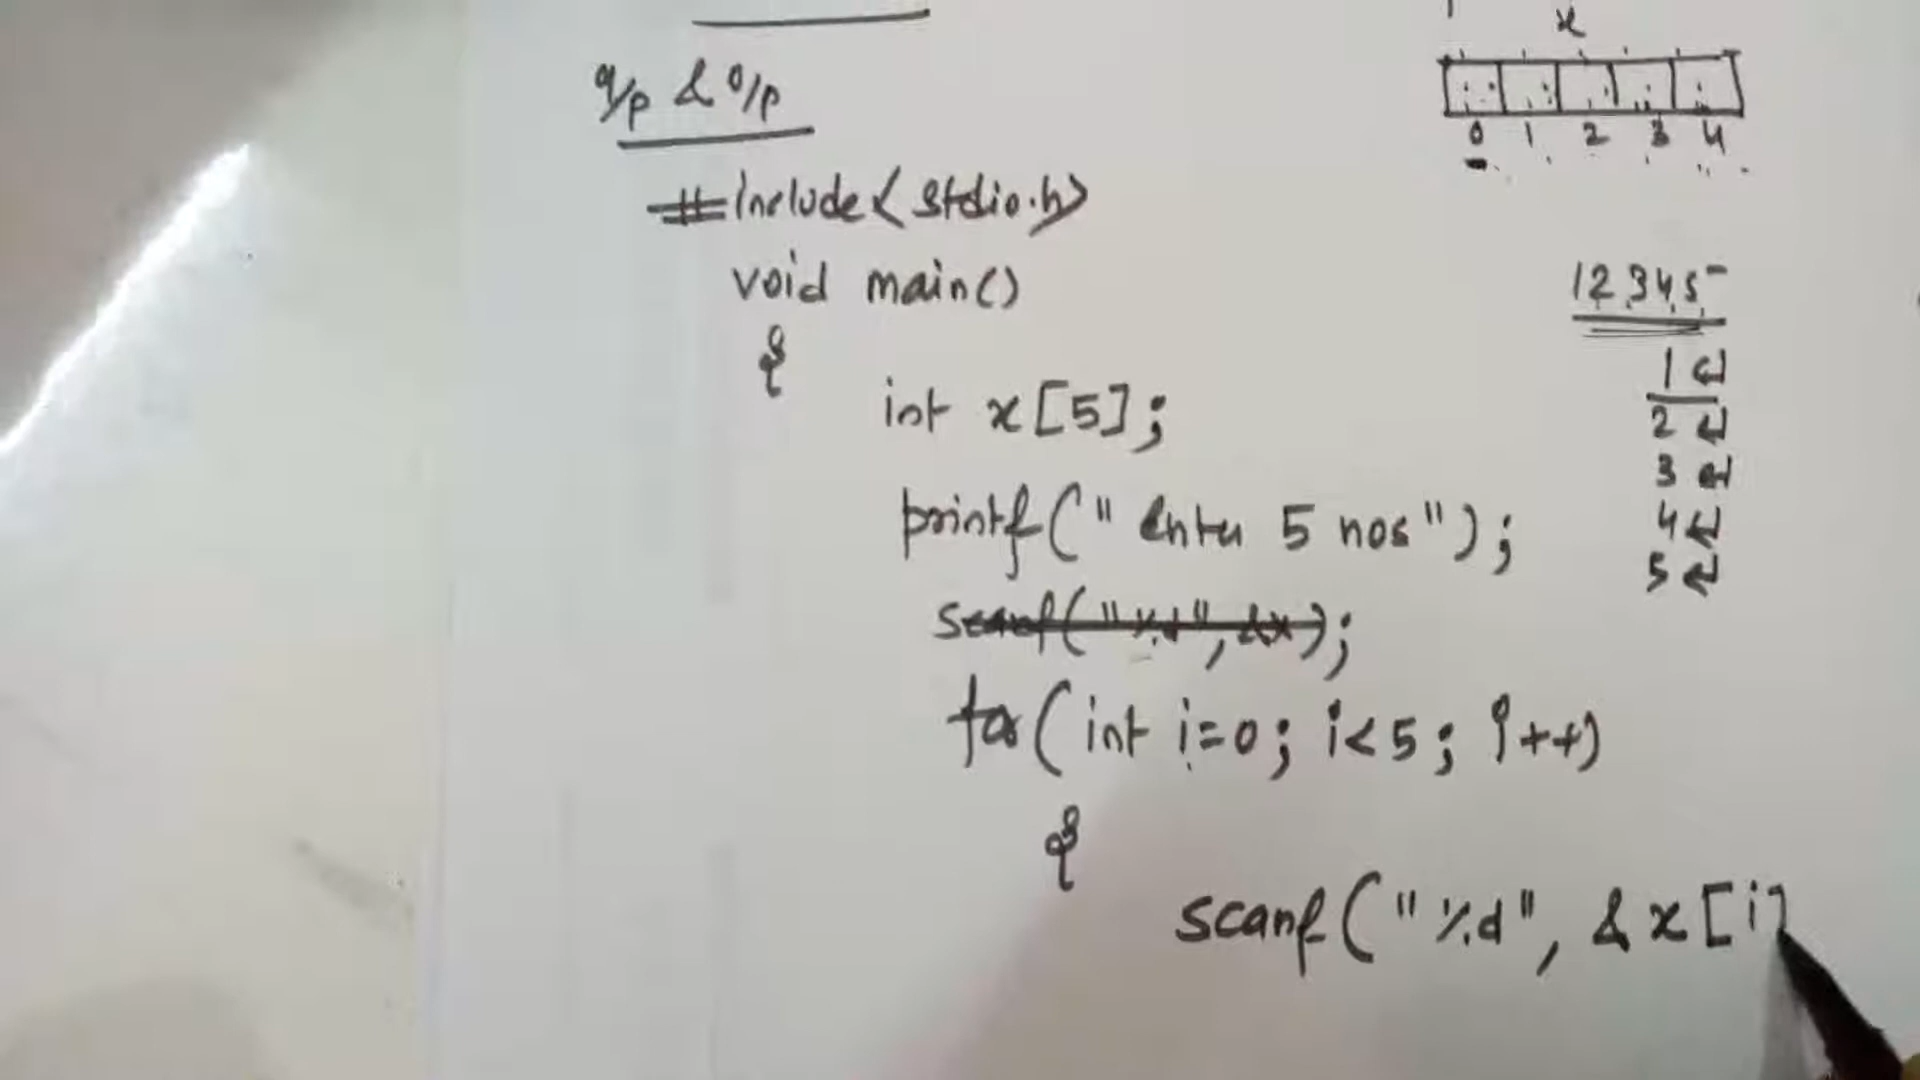 I/p & O/p
#include<stdio.h>
void main()
{
int x[5];
printf("Enter 5 nos");
scanf("%d", &x);
for(int i=0; i<5; i++)
{
scanf("%d", &x[i]
x
0 1 2 3 4
12345
1 ↵
2 ↵
3 ↵
4 ↵
5 ↵